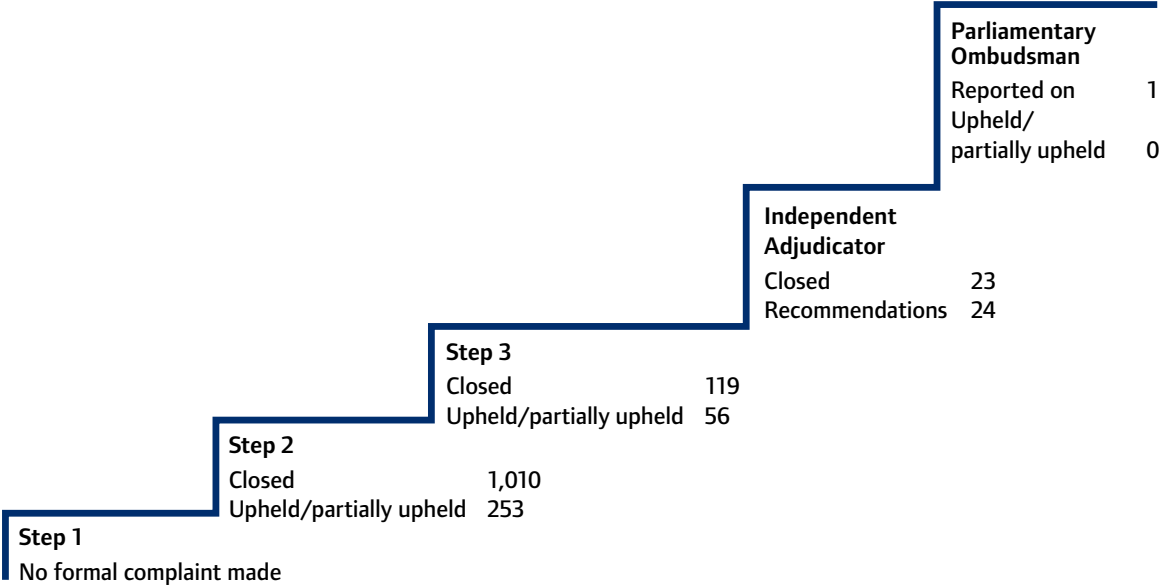 Parliamentary
Ombudsman
Reported on 1
Upheld/
partially upheld 0
Independent
Adjudicator
Closed 23
Recommendations 24
Step 3
Closed 119
Upheld/partially upheld 56
Step 2
Closed 1,010
Upheld/partially upheld 253
Step 1
No formal complaint made